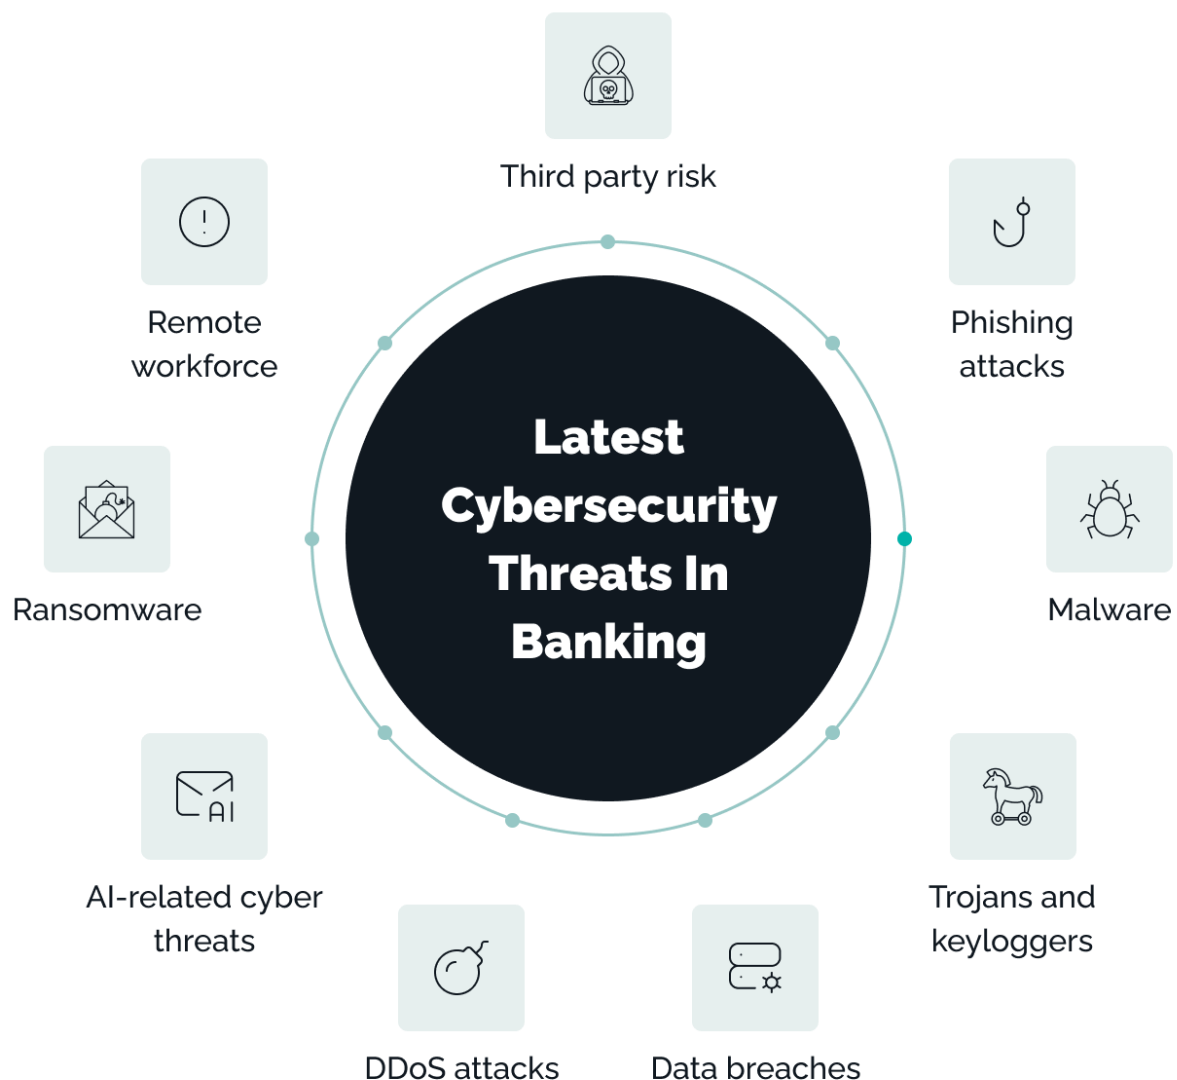 Third party risk
Remote
workforce
Phishing
attacks
Latest
Cybersecurity
Threats In
Banking
Ransomware
Malware
AI
AI-related cyber
threats
Trojans and
keyloggers
DDoS attacks
Data breaches